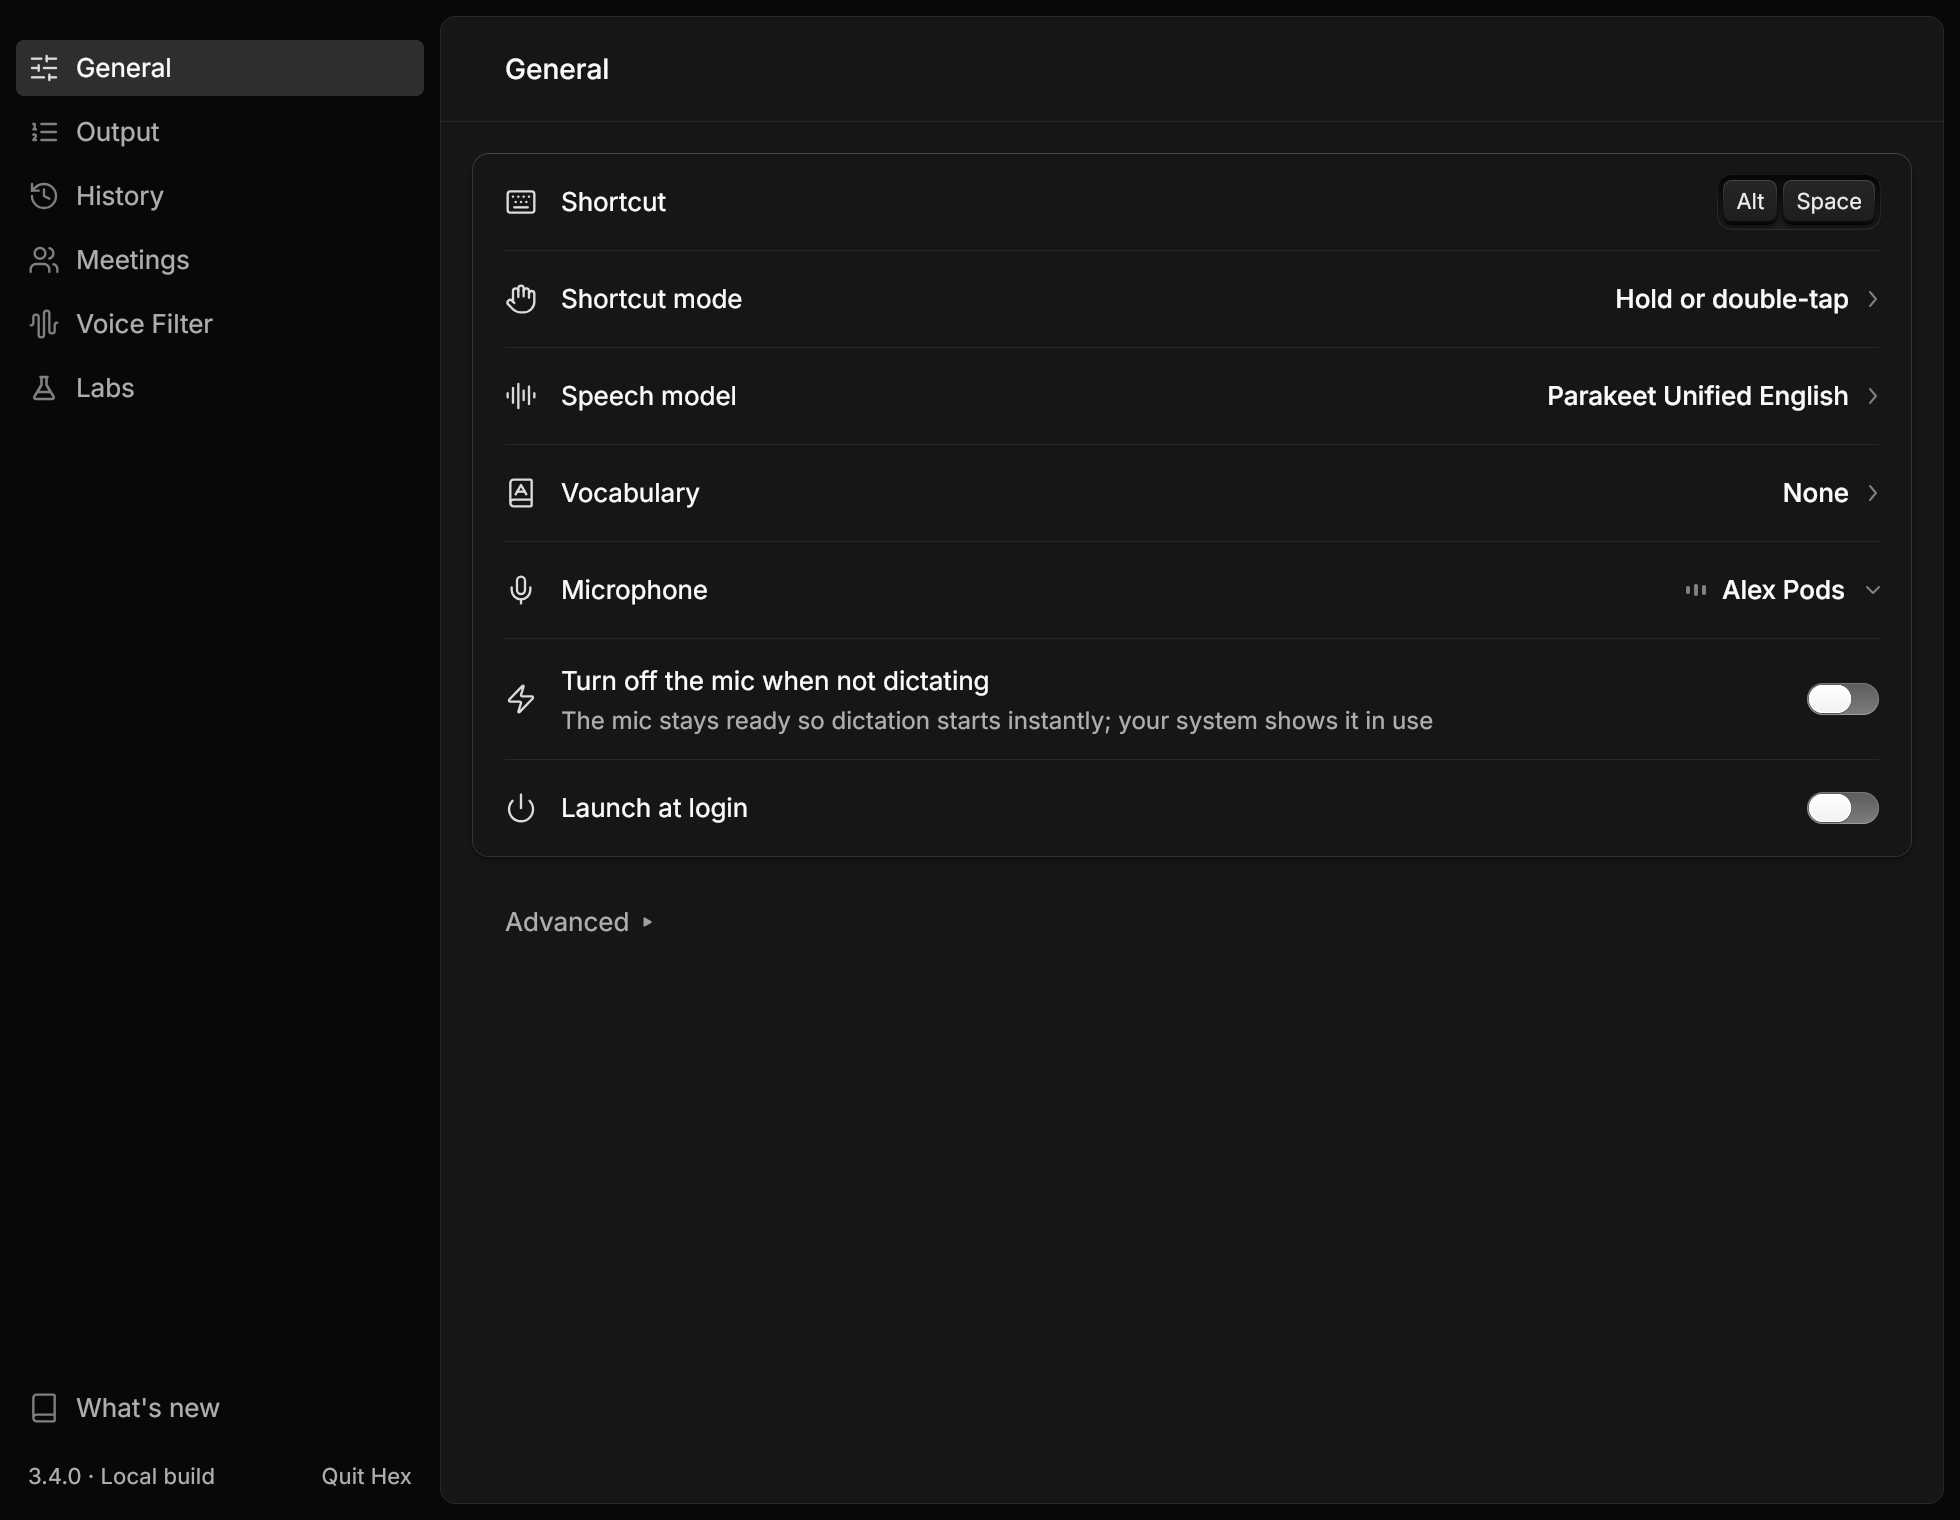 General
Output
History
Meetings
Voice Filter
Labs
What's new
3.4.0 · Local build
Quit Hex
General
Shortcut
Alt Space
Shortcut mode
Hold or double-tap
Speech model
Parakeet Unified English
Vocabulary
None
Microphone
Alex Pods
Turn off the mic when not dictating
The mic stays ready so dictation starts instantly; your system shows it in use
Launch at login
Advanced